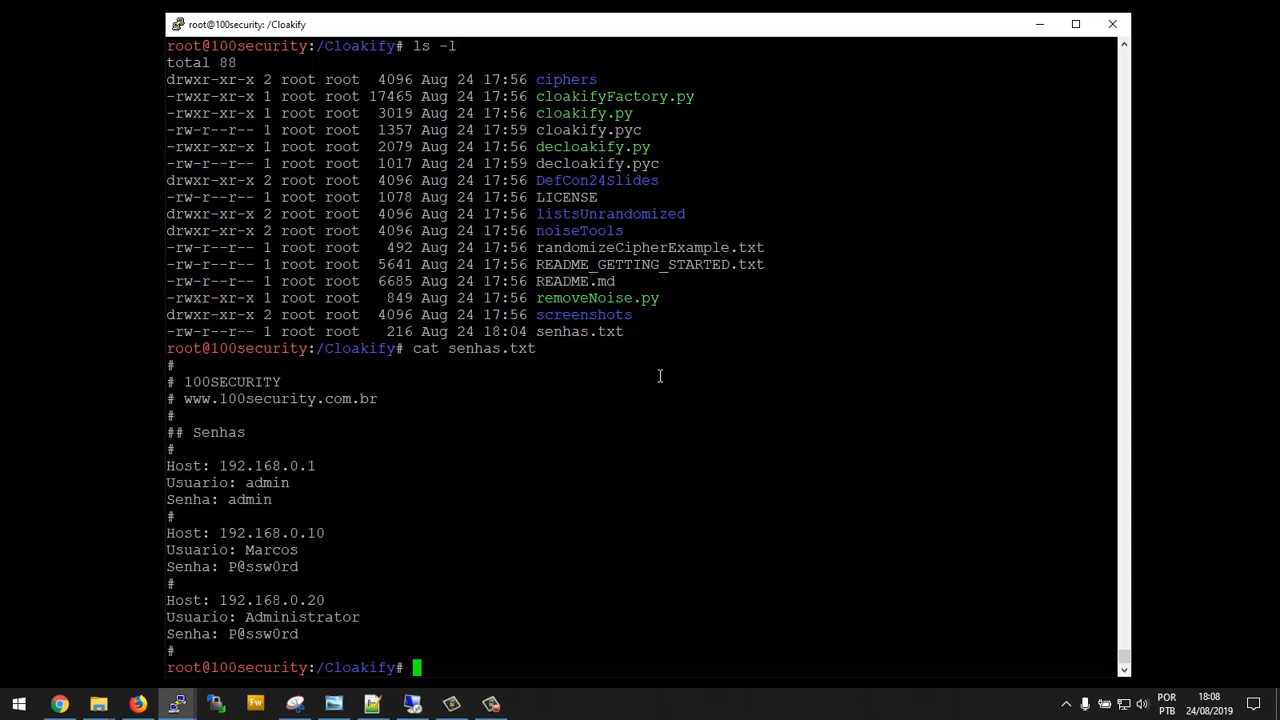 root@100security: /Cloakify
root@100security:/Cloakify# ls -l
total 88
drwxr-xr-x 2 root root  4096 Aug 24 17:56 ciphers
-rwxr-xr-x 1 root root 17465 Aug 24 17:56 cloakifyFactory.py
-rwxr-xr-x 1 root root  3019 Aug 24 17:56 cloakify.py
-rw-r--r-- 1 root root  1357 Aug 24 17:59 cloakify.pyc
-rwxr-xr-x 1 root root  2079 Aug 24 17:56 decloakify.py
-rw-r--r-- 1 root root  1017 Aug 24 17:59 decloakify.pyc
drwxr-xr-x 2 root root  4096 Aug 24 17:56 DefCon24Slides
-rw-r--r-- 1 root root  1078 Aug 24 17:56 LICENSE
drwxr-xr-x 2 root root  4096 Aug 24 17:56 listsUnrandomized
drwxr-xr-x 2 root root  4096 Aug 24 17:56 noiseTools
-rw-r--r-- 1 root root   492 Aug 24 17:56 randomizeCipherExample.txt
-rw-r--r-- 1 root root  5641 Aug 24 17:56 README_GETTING_STARTED.txt
-rw-r--r-- 1 root root  6685 Aug 24 17:56 README.md
-rwxr-xr-x 1 root root   849 Aug 24 17:56 removeNoise.py
drwxr-xr-x 2 root root  4096 Aug 24 17:56 screenshots
-rw-r--r-- 1 root root   216 Aug 24 18:04 senhas.txt
root@100security:/Cloakify# cat senhas.txt
#
# 100SECURITY
# www.100security.com.br
#
## Senhas
#
Host: 192.168.0.1
Usuario: admin
Senha: admin
#
Host: 192.168.0.10
Usuario: Marcos
Senha: P@ssw0rd
#
Host: 192.168.0.20
Usuario: Administrator
Senha: P@ssw0rd
#
root@100security:/Cloakify#
Fw
POR
PTB
18:08
24/08/2019